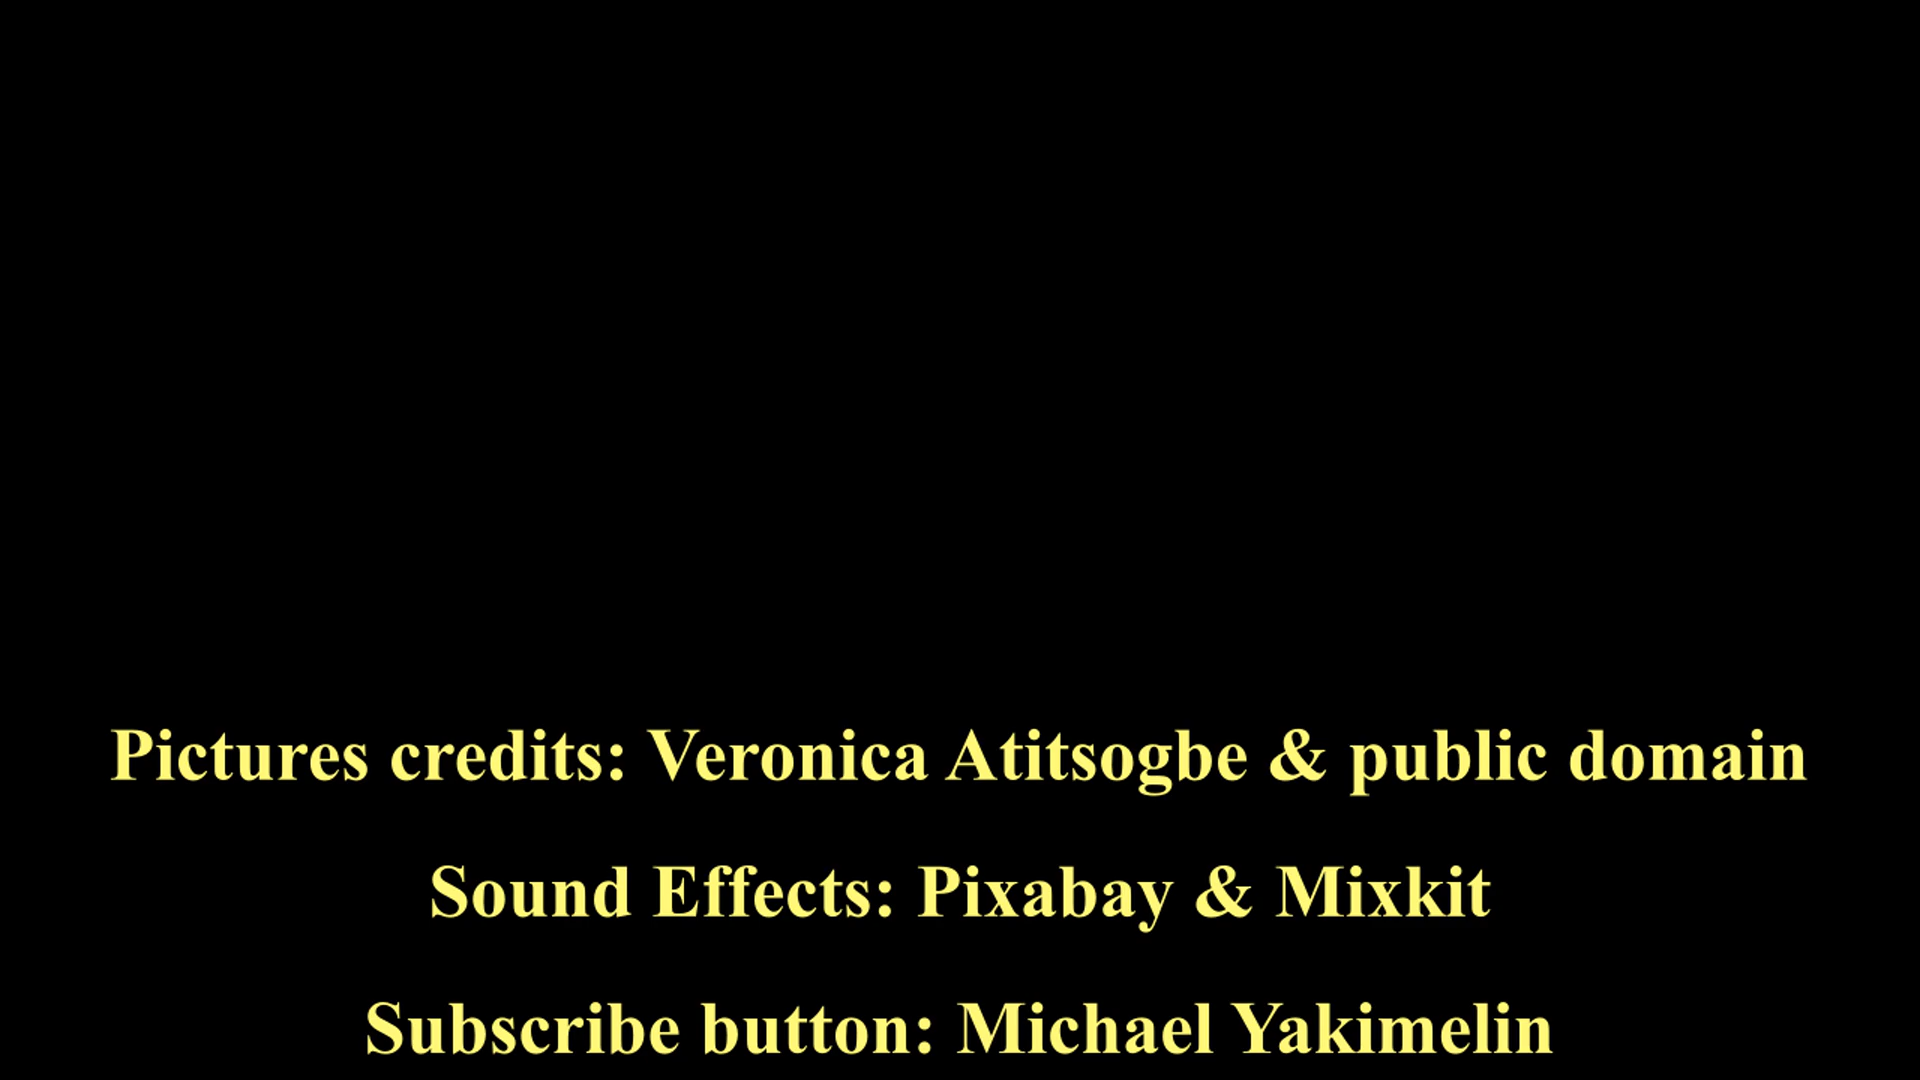 Pictures credits: Veronica Atitsogbe & public domain
Sound Effects: Pixabay & Mixkit
Subscribe button: Michael Yakimelin